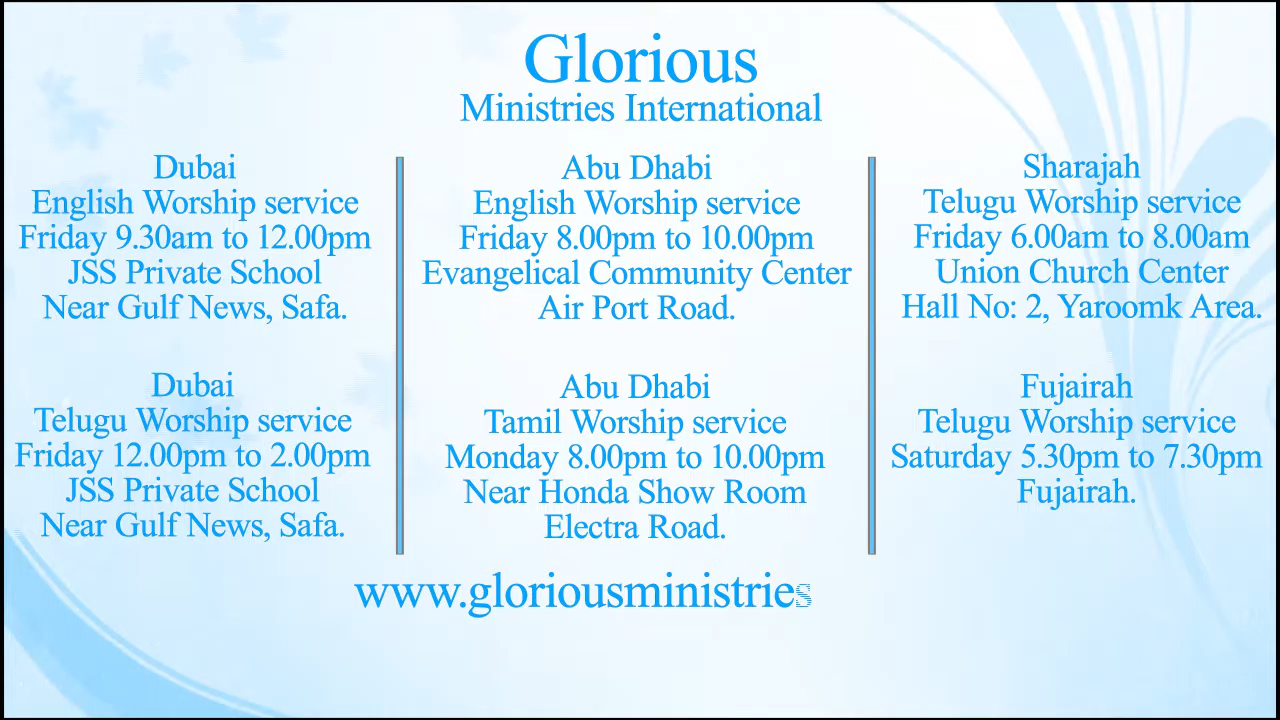 Glorious
Ministries International
Dubai
English Worship service
Friday 9.30am to 12.00pm
JSS Private School
Near Gulf News, Safa.
Dubai
Telugu Worship service
Friday 12.00pm to 2.00pm
JSS Private School
Near Gulf News, Safa.
Abu Dhabi
English Worship service
Friday 8.00pm to 10.00pm
Evangelical Community Center
Air Port Road.
Abu Dhabi
Tamil Worship service
Monday 8.00pm to 10.00pm
Near Honda Show Room
Electra Road.
Sharajah
Telugu Worship service
Friday 6.00am to 8.00am
Union Church Center
Hall No: 2, Yaroomk Area.
Fujairah
Telugu Worship service
Saturday 5.30pm to 7.30pm
Fujairah.
www.gloriousministries